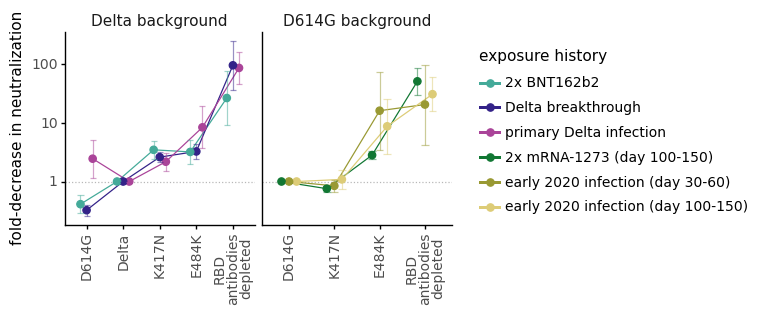 Delta background
D614G background
fold-decrease in neutralization
100
10
1
D614G
Delta
K417N
E484K
RBD
antibodies
depleted
D614G
K417N
E484K
RBD
antibodies
depleted
exposure history
2x BNT162b2
Delta breakthrough
primary Delta infection
2x mRNA-1273 (day 100-150)
early 2020 infection (day 30-60)
early 2020 infection (day 100-150)